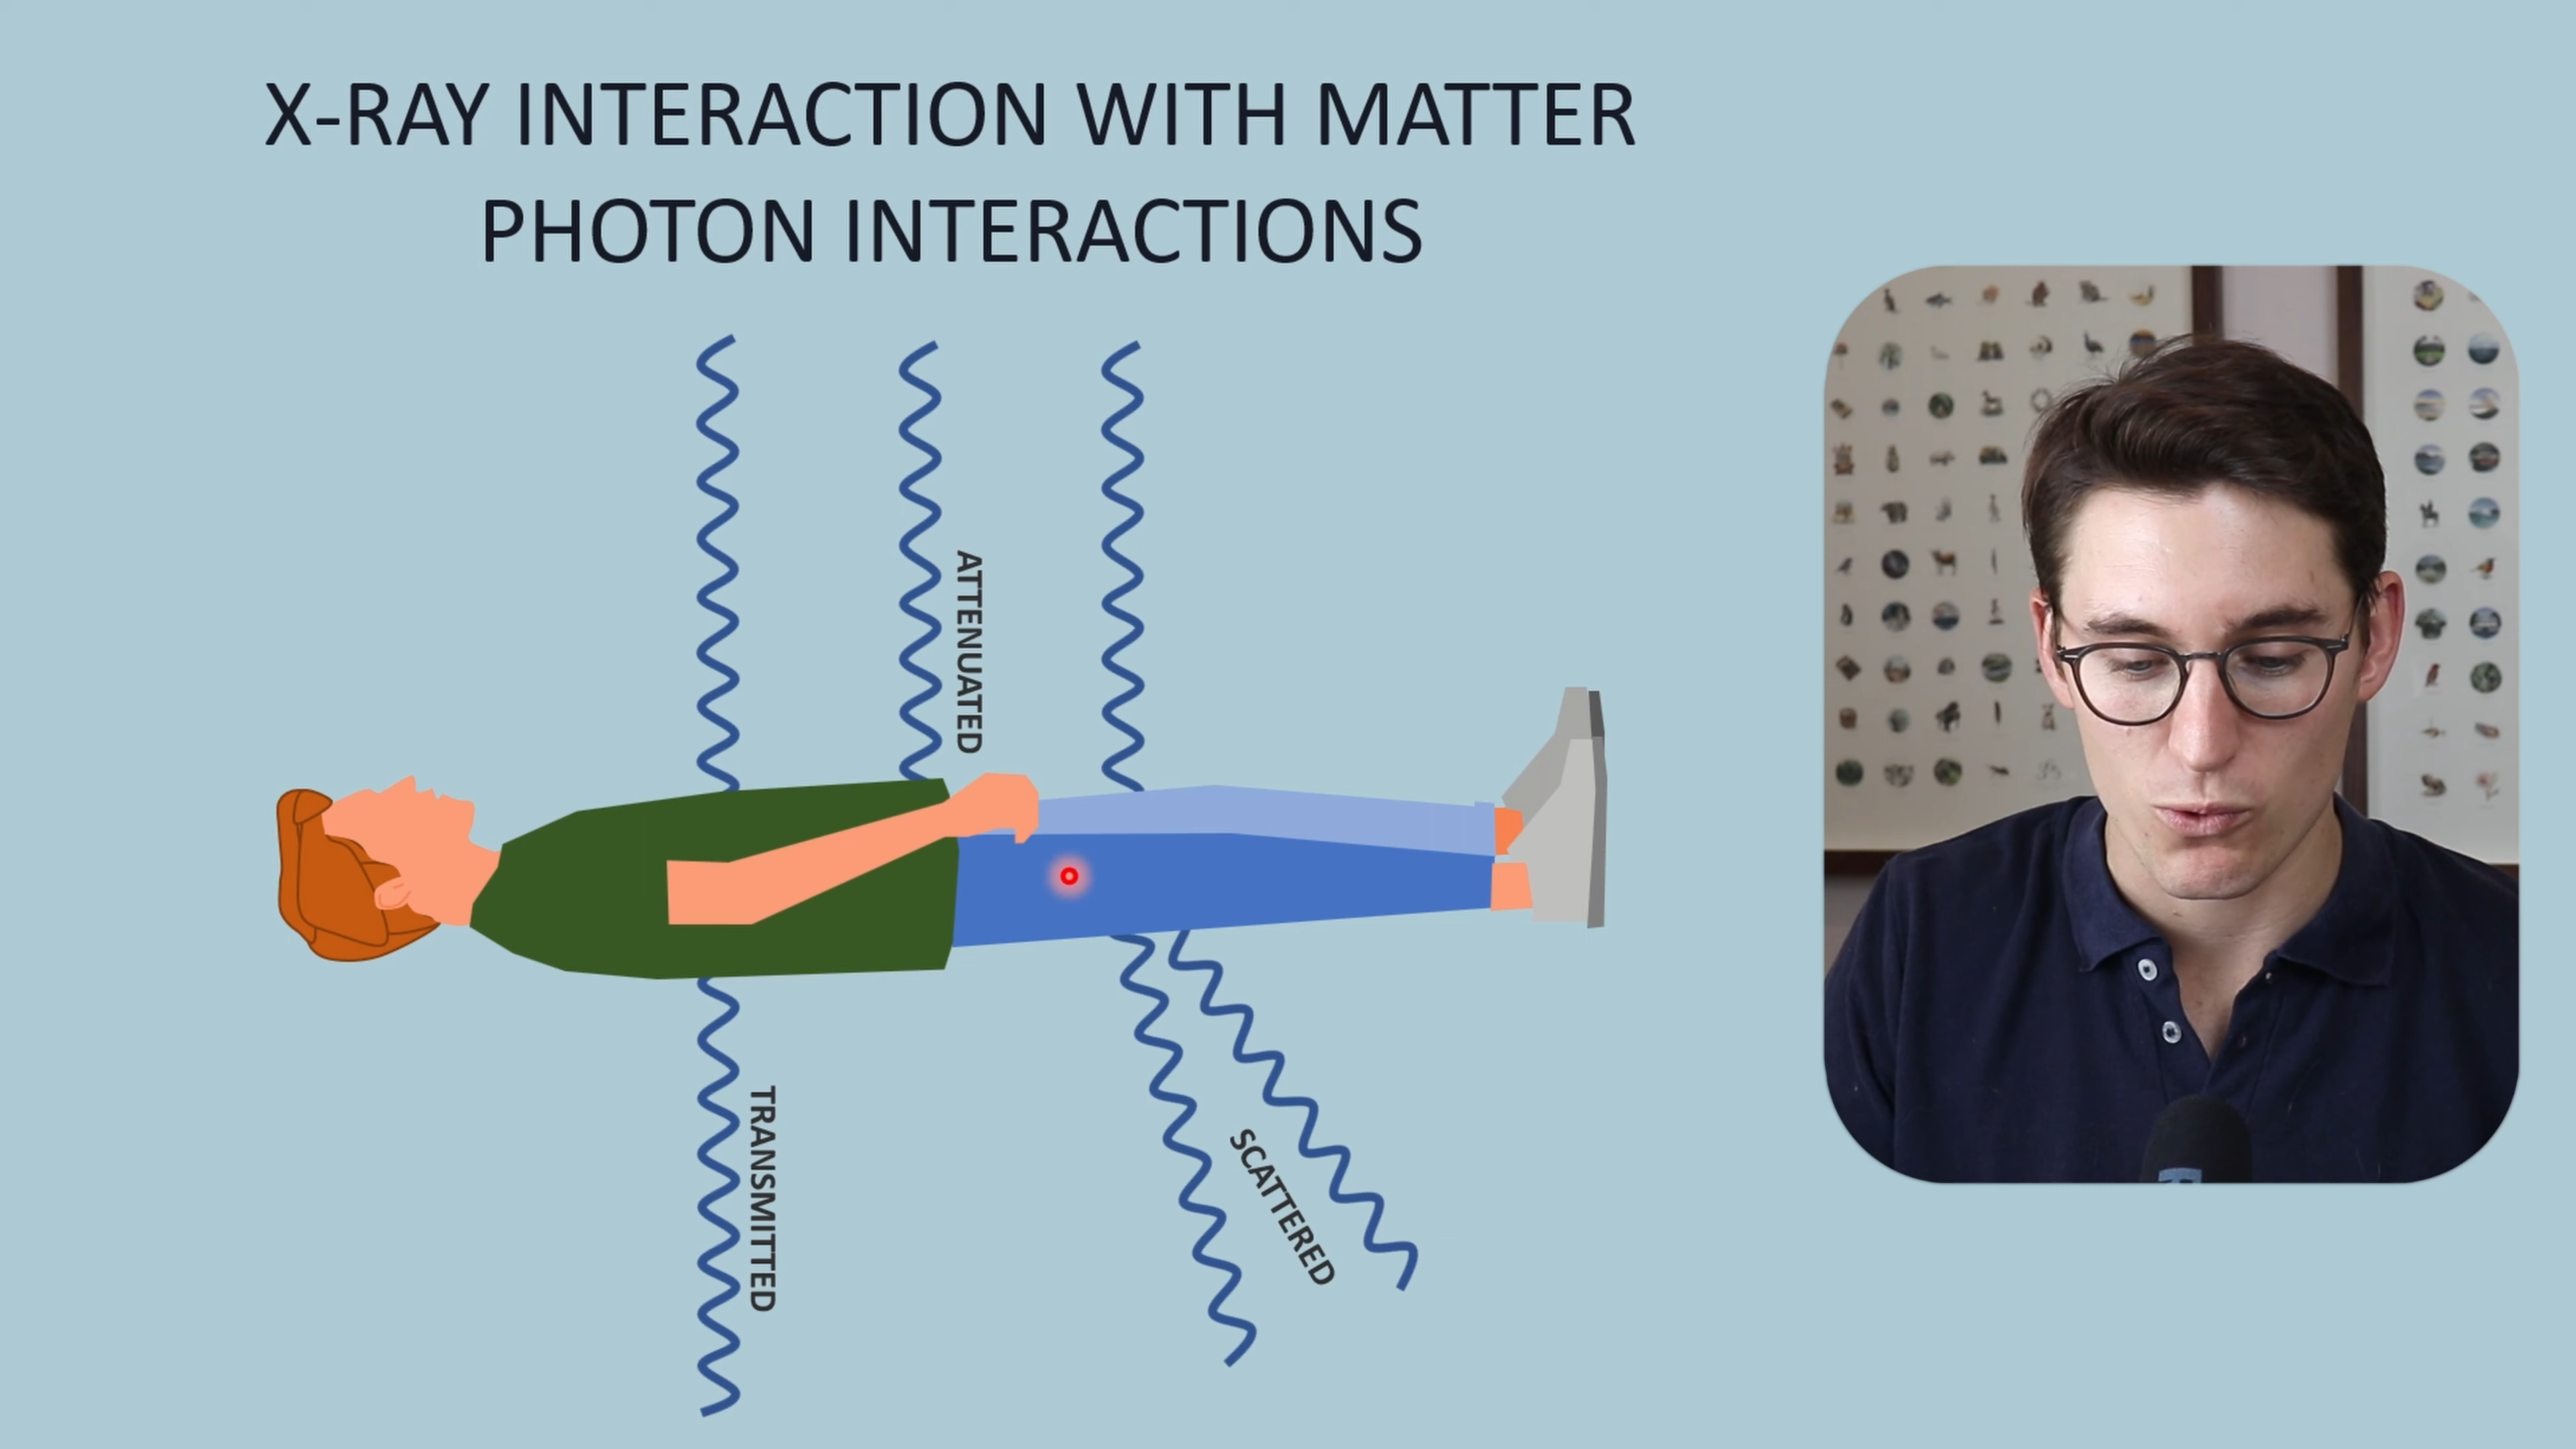 X-RAY INTERACTION WITH MATTER
PHOTON INTERACTIONS
ATTENUATED
TRANSMITTED
SCATTERED